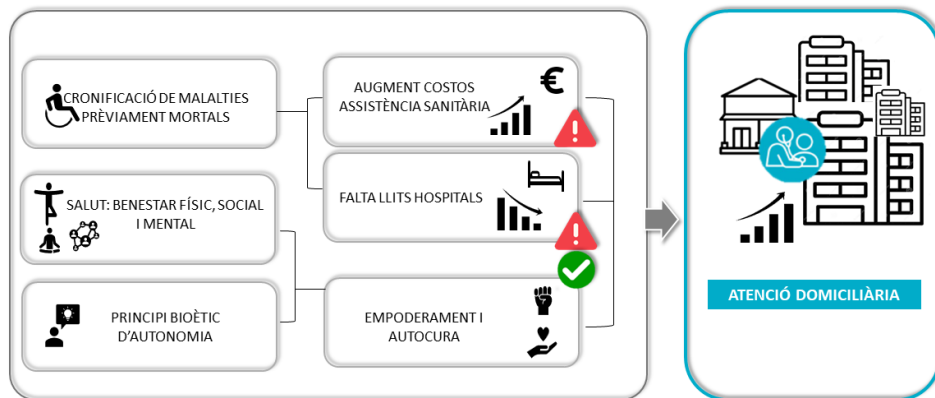 CRONIFICACIÓ DE MALALTIES
PRÈVIAMENT MORTALS
AUGMENT COSTOS
ASSISTÈNCIA SANITÀRIA
€
SALUT: BENESTAR FÍSIC, SOCIAL
I MENTAL
FALTA LLITS HOSPITALS
PRINCIPI BIOÈTIC
D'AUTONOMIA
EMPODERAMENT I
AUTOCURA
ATENCIÓ DOMICILIÀRIA